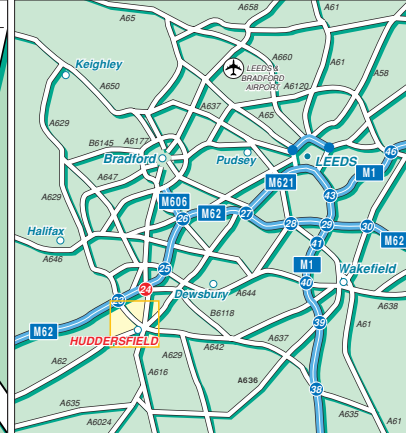 A658
A61
A65
Keighley
A660
A61
LEEDS &
BRADFORD
AIRPORT
A58
A650
A6120
A637
A65
A629
B6145
A6177
Bradford
Pudsey
LEEDS
46
A647
M621
M1
A629
M606
43
M62
27
26
28
29
30
Halifax
41
M62
A646
M1
25
Wakefield
40
24
Dewsbury
A644
23
A638
B6118
A61
39
M62
HUDDERSFIELD
A637
A642
A62
A629
A616
A636
38
A635
A635
A6024
A61